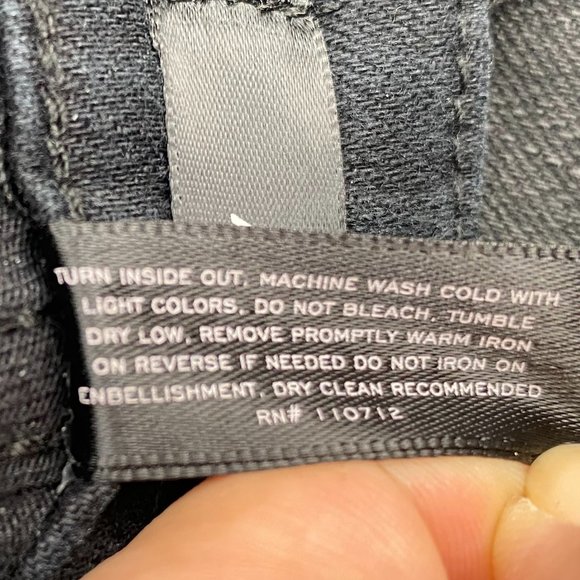 TURN INSIDE OUT, MACHINE WASH COLD WITH
LIGHT COLORS, DO NOT BLEACH, TUMBLE
DRY LOW, REMOVE PROMPTLY WARM IRON
ON REVERSE IF NEEDED DO NOT IRON ON
EMBELLISHMENT, DRY CLEAN RECOMMENDED
RN# 110712